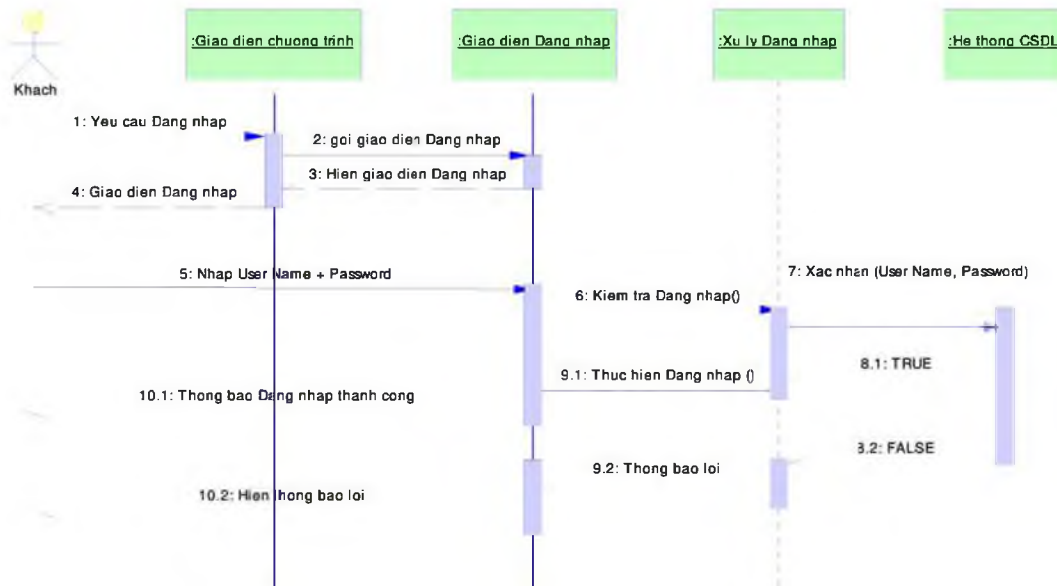 :Giao dien chuong trinh
:Giao dien Dang nhap
:Xu ly Dang nhap
:He thong CSDL
Khach
1: Yeu cau Dang nhap
2: goi giao dien Dang nhap
3: Hien giao dien Dang nhap
4: Giao dien Dang nhap
5: Nhap User Name + Password
7: Xac nhan (User Name, Password)
6: Kiem tra Dang nhap()
8.1: TRUE
9.1: Thuc hien Dang nhap ()
10.1: Thong bao Dang nhap thanh cong
8.2: FALSE
9.2: Thong bao loi
10.2: Hien thong bao loi